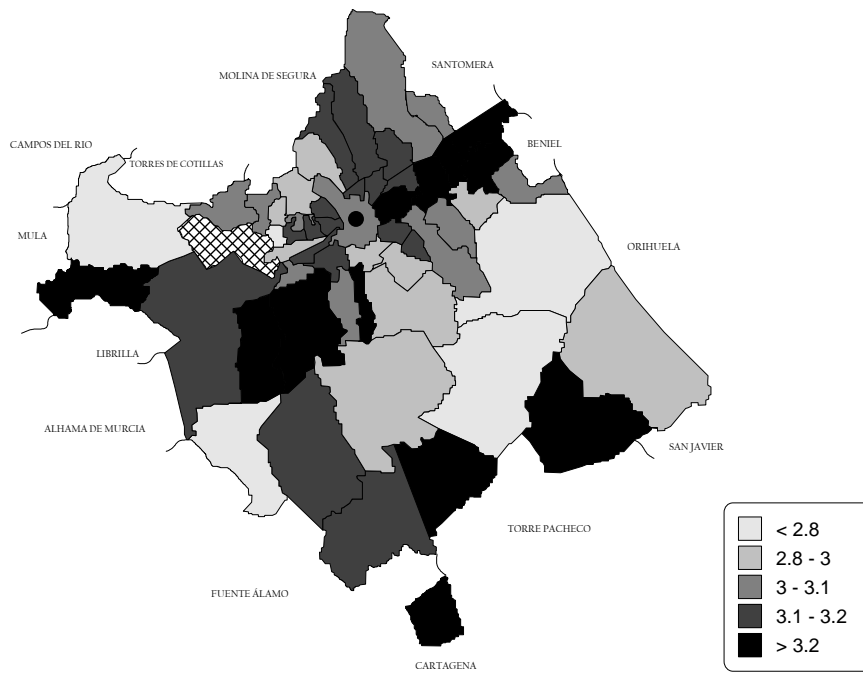 SANTOMERA
MOLINA DE SEGURA
CAMPOS DEL RIO
BENIEL
TORRES DE COTILLAS
MULA
ORIHUELA
LIBRILLA
ALHAMA DE MURCIA
SAN JAVIER
TORRE PACHECO
FUENTE ÁLAMO
CARTAGENA
< 2.8
2.8 - 3
3 - 3.1
3.1 - 3.2
> 3.2